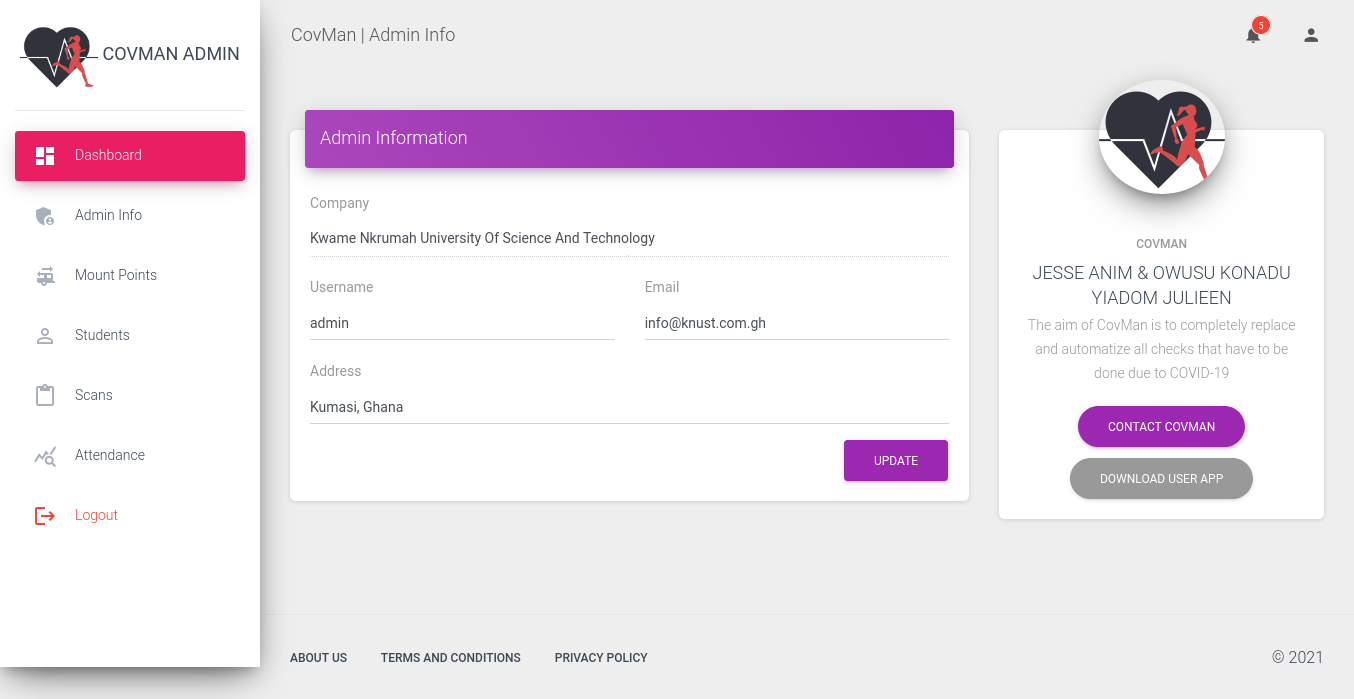 COVMAN ADMIN
Dashboard
Admin Info
Mount Points
Students
Scans
Attendance
Logout
CovMan | Admin Info
5
Admin Information
Company
Kwame Nkrumah University Of Science And Technology
Username
Email
admin
info@knust.com.gh
Address
Kumasi, Ghana
UPDATE
COVMAN
JESSE ANIM & OWUSU KONADU
YIADOM JULIEEN
The aim of CovMan is to completely replace
and automatize all checks that have to be
done due to COVID-19
CONTACT COVMAN
DOWNLOAD USER APP
ABOUT US
TERMS AND CONDITIONS
PRIVACY POLICY
© 2021